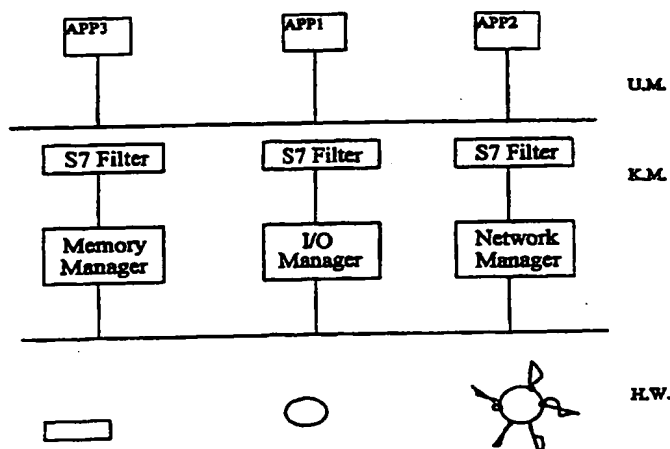 APP3 APP1 APP2
U.M.
S7 Filter S7 Filter S7 Filter
K.M.
Memory Manager
I/O Manager
Network Manager
H.W.